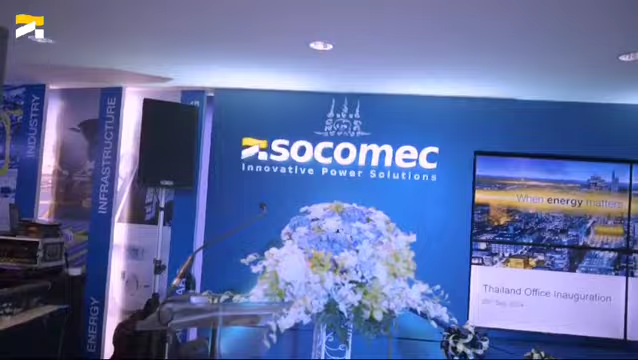 INDUSTRY
INFRASTRUCTURE
ENERGY
socomec
Innovative Power Solutions
When energy matters
Thailand Office Inauguration